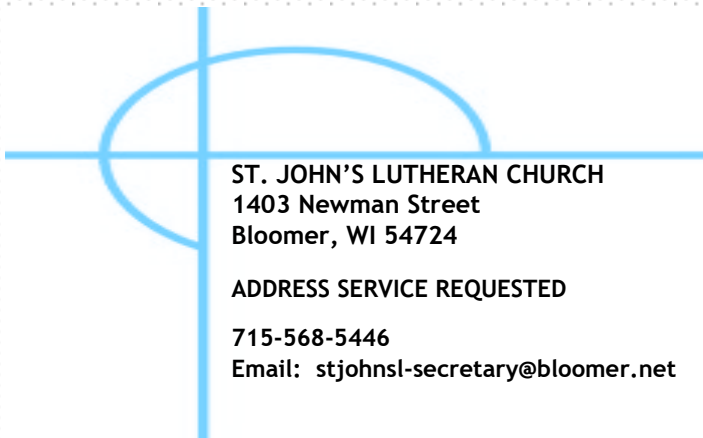 ST. JOHN’S LUTHERAN CHURCH
1403 Newman Street
Bloomer, WI 54724
ADDRESS SERVICE REQUESTED
715-568-5446
Email:  stjohnsl-secretary@bloomer.net